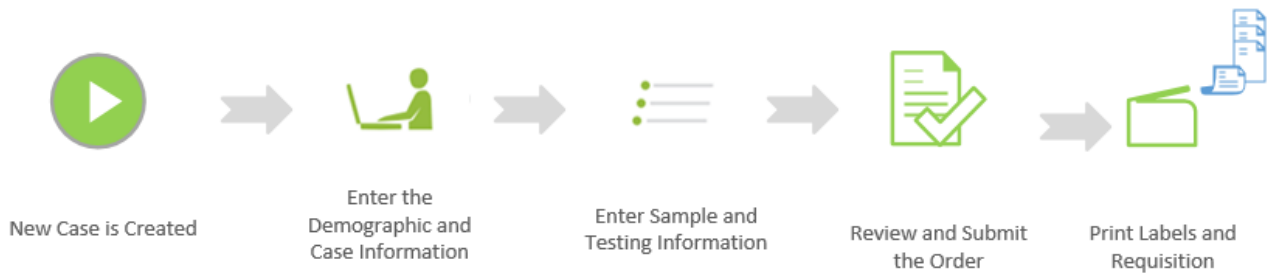 New Case is Created
Enter the
Demographic and
Case Information
Enter Sample and
Testing Information
Review and Submit
the Order
Print Labels and
Requisition